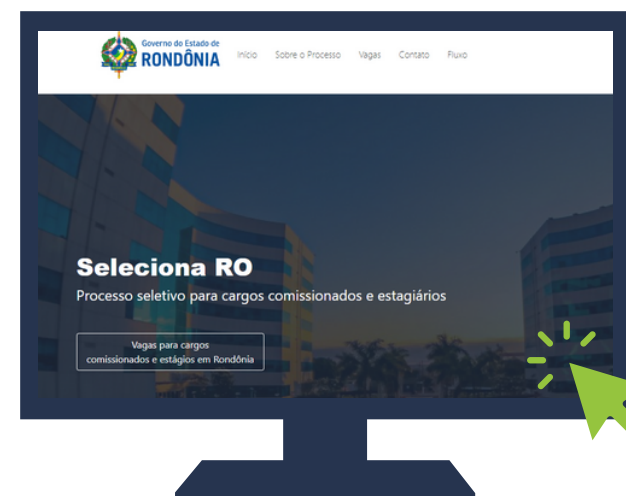 Governo do Estado de
RONDÔNIA
Início Sobre o Processo Vagas Contato Fluxo
Seleciona RO
Processo seletivo para cargos comissionados e estagiários
Vagas para cargos
comissionados e estágios em Rondônia